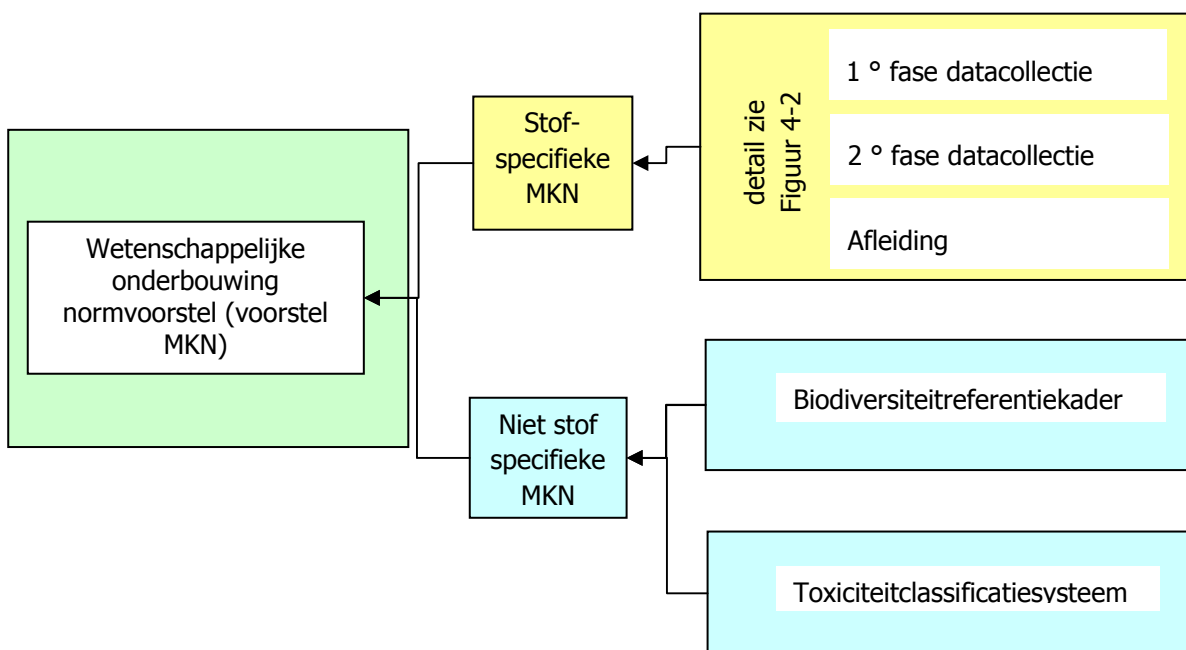 Wetenschappelijke
onderbouwing
normvoorstel (voorstel
MKN)
Stof-
specifieke
MKN
detail zie
Figuur 4-2
1 ° fase datacollectie
2 ° fase datacollectie
Afleiding
Niet stof
specifieke
MKN
Biodiversiteitreferentiekader
Toxiciteitclassificatiesysteem